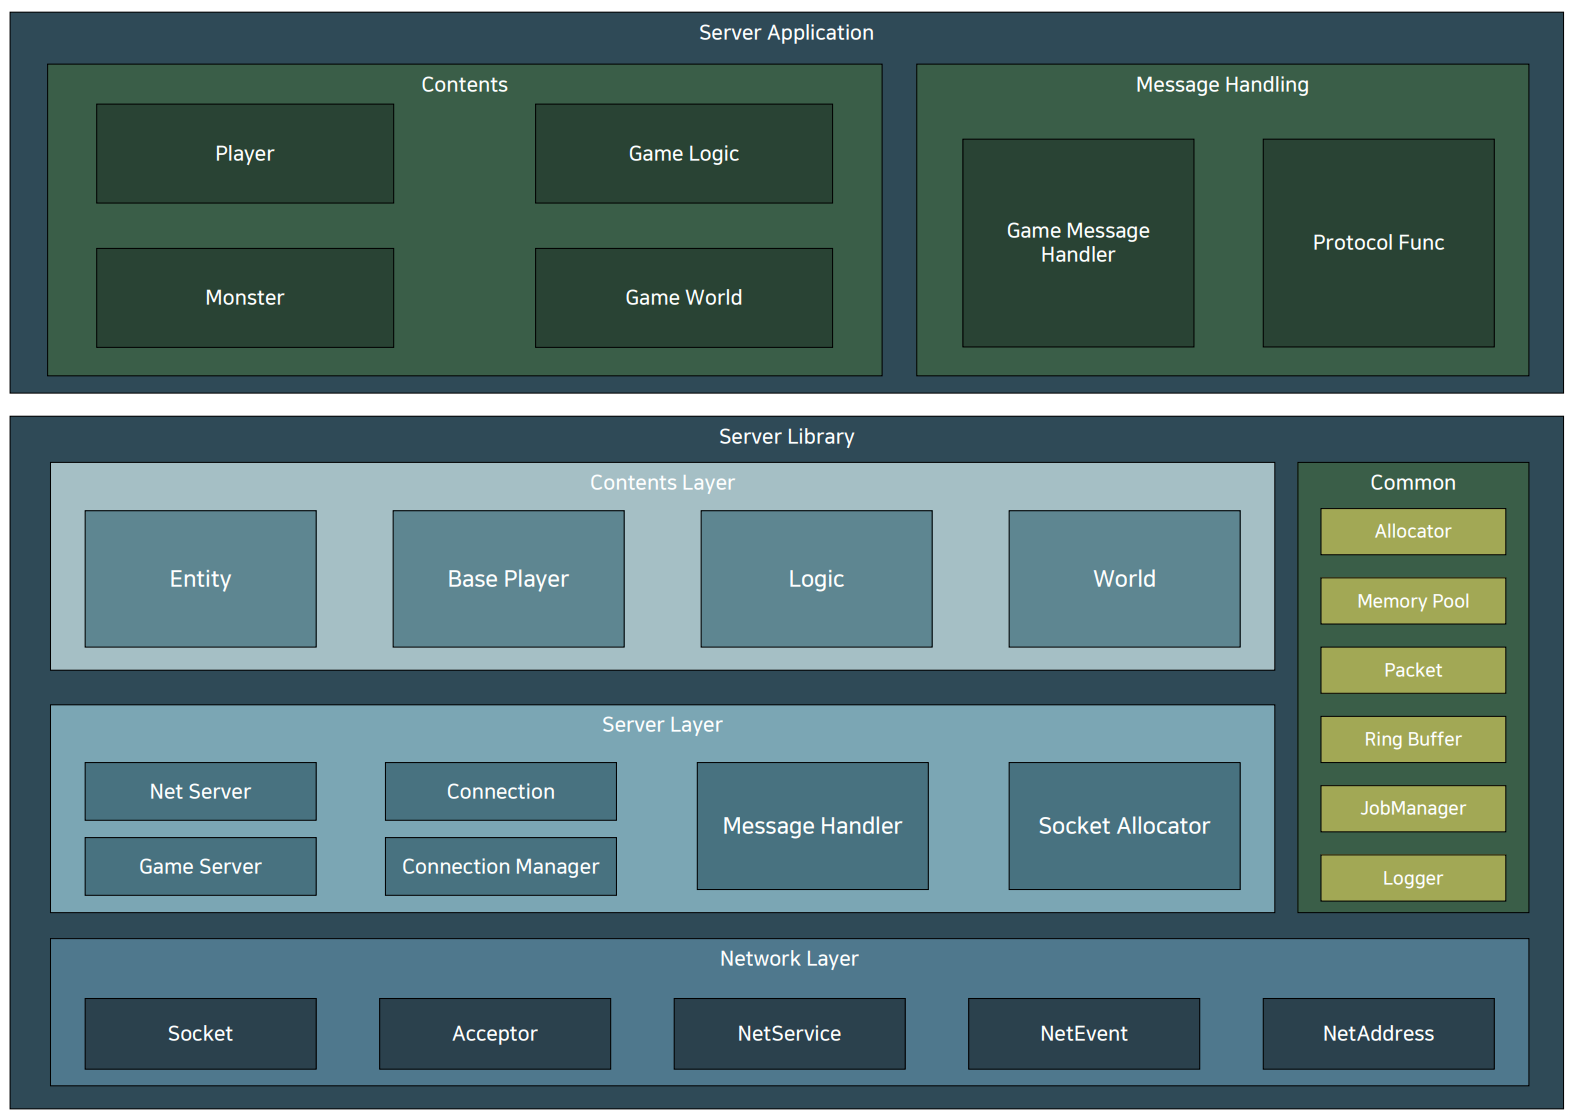 Server Application
Contents
Player
Game Logic
Monster
Game World
Message Handling
Game Message
Handler
Protocol Func
Server Library
Contents Layer
Entity
Base Player
Logic
World
Common
Allocator
Memory Pool
Packet
Ring Buffer
JobManager
Logger
Server Layer
Net Server
Connection
Game Server
Connection Manager
Message Handler
Socket Allocator
Network Layer
Socket
Acceptor
NetService
NetEvent
NetAddress